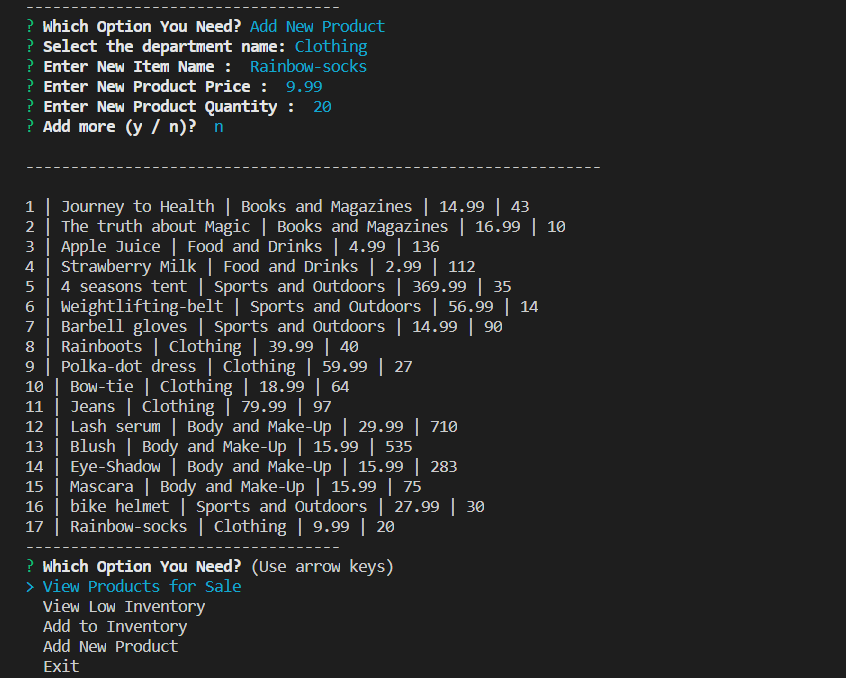 -----------------------------------
? Which Option You Need? Add New Product
? Select the department name: Clothing
? Enter New Item Name :  Rainbow-socks
? Enter New Product Price :  9.99
? Enter New Product Quantity :  20
? Add more (y / n)?  n
----------------------------------------------------------------
1 | Journey to Health | Books and Magazines | 14.99 | 43
2 | The truth about Magic | Books and Magazines | 16.99 | 10
3 | Apple Juice | Food and Drinks | 4.99 | 136
4 | Strawberry Milk | Food and Drinks | 2.99 | 112
5 | 4 seasons tent | Sports and Outdoors | 369.99 | 35
6 | Weightlifting-belt | Sports and Outdoors | 56.99 | 14
7 | Barbell gloves | Sports and Outdoors | 14.99 | 90
8 | Rainboots | Clothing | 39.99 | 40
9 | Polka-dot dress | Clothing | 59.99 | 27
10 | Bow-tie | Clothing | 18.99 | 64
11 | Jeans | Clothing | 79.99 | 97
12 | Lash serum | Body and Make-Up | 29.99 | 710
13 | Blush | Body and Make-Up | 15.99 | 535
14 | Eye-Shadow | Body and Make-Up | 15.99 | 283
15 | Mascara | Body and Make-Up | 15.99 | 75
16 | bike helmet | Sports and Outdoors | 27.99 | 30
17 | Rainbow-socks | Clothing | 9.99 | 20
-----------------------------------
? Which Option You Need? (Use arrow keys)
> View Products for Sale
  View Low Inventory
  Add to Inventory
  Add New Product
  Exit